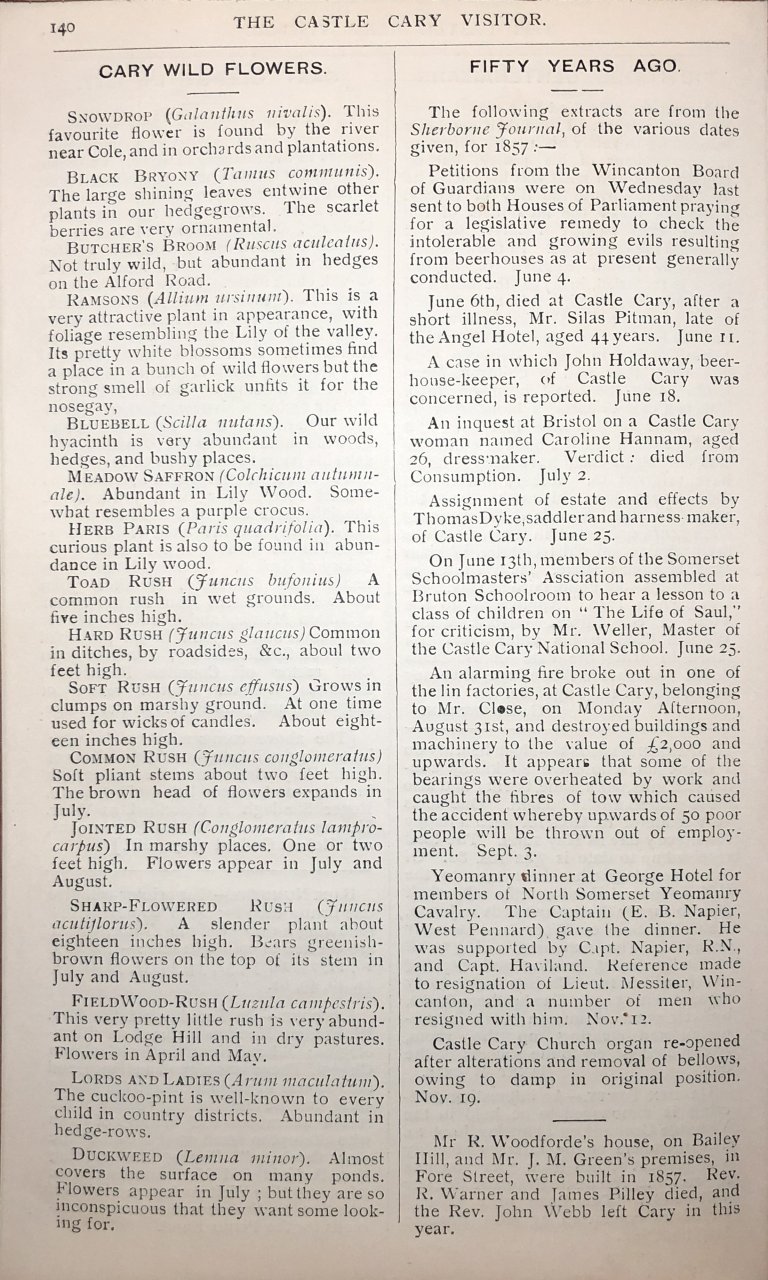 140
THE CASTLE CARY VISITOR.
CARY WILD FLOWERS.
SNOWDROP (Galanthus nivalis). This
favourite flower is found by the river
near Cole, and in orchards and plantations.
BLACK BRYONY (Tamus communis).
The large shining leaves entwine other
plants in our hedgegrows. The scarlet
berries are very ornamental.
BUTCHER'S BROOM (Ruscus aculeatus).
Not truly wild, but abundant in hedges
on the Alford Road.
RAMSONS (Allium ursinum). This is a
very attractive plant in appearance, with
foliage resembling the Lily of the valley.
Its pretty white blossoms sometimes find
a place in a bunch of wild flowers but the
strong smell of garlick unfits it for the
nosegay,
BLUEBELL (Scilla nutans). Our wild
hyacinth is very abundant in woods,
hedges, and bushy places.
MEADOW SAFFRON (Colchicum autumn-
ale). Abundant in Lily Wood. Some-
what resembles a purple crocus.
HERB PARIS (Paris quadrifolia). This
curious plant is also to be found in abun-
dance in Lily wood.
TOAD RUSH (Juncus bufonius) A
common rush in wet grounds. About
five inches high.
HARD RUSH (Juncus glaucus) Common
in ditches, by roadsides, &c., aboul two
feet high.
SOFT RUSH (Juncus effusus) Grows in
clumps on marshy ground. At one time
used for wicks of candles. About eight-
een inches high.
COMMON RUSH (Juncus conglomeratus)
Soft pliant stems about two feet high.
The brown head of flowers expands in
July.
JOINTED RUSH (Conglomeratus lampro-
carpus) In marshy places. One or two
feet high. Flowers appear in July and
August.
SHARP-FLOWERED RUSH (Juncus
acutiflorus). A slender plant about
eighteen inches high. Bears greenish-
brown flowers on the top of its stem in
July and August.
FIELD WOOD-RUSH (Luzula campestris).
This very pretty little rush is very abund-
ant on Lodge Hill and in dry pastures.
Flowers in April and May.
LORDS AND LADIES (Arum maculatum).
The cuckoo-pint is well-known to every
child in country districts. Abundant in
hedge-rows.
DUCKWEED (Lemna minor). Almost
covers the surface on many ponds.
Flowers appear in July ; but they are so
inconspicuous that they want some look-
ing for.
FIFTY YEARS AGO.
The following extracts are from the
Sherborne Journal, of the various dates
given, for 1857 :—
Petitions from the Wincanton Board
of Guardians were on Wednesday last
sent to both Houses of Parliament praying
for a legislative remedy to check the
intolerable and growing evils resulting
from beerhouses as at present generally
conducted. June 4.
June 6th, died at Castle Cary, after a
short illness, Mr. Silas Pitman, late of
the Angel Hotel, aged 44 years. June 11.
A case in which John Holdaway, beer-
house-keeper, of Castle Cary was
concerned, is reported. June 18.
An inquest at Bristol on a Castle Cary
woman named Caroline Hannam, aged
26, dressmaker. Verdict : died from
Consumption. July 2.
Assignment of estate and effects by
Thomas Dyke, saddler and harness-maker,
of Castle Cary. June 25.
On June 13th, members of the Somerset
Schoolmasters' Assciation assembled at
Bruton Schoolroom to hear a lesson to a
class of children on " The Life of Saul,"
for criticism, by Mr. Weller, Master of
the Castle Cary National School. June 25.
An alarming fire broke out in one of
the lin factories, at Castle Cary, belonging
to Mr. Close, on Monday Afternoon,
August 31st, and destroyed buildings and
machinery to the value of £2,000 and
upwards. It appears that some of the
bearings were overheated by work and
caught the fibres of tow which caused
the accident whereby upwards of 50 poor
people will be thrown out of employ-
ment. Sept. 3.
Yeomanry dinner at George Hotel for
members of North Somerset Yeomanry
Cavalry. The Captain (E. B. Napier,
West Pennard) gave the dinner. He
was supported by Capt. Napier, R.N.,
and Capt. Haviland. Reference made
to resignation of Lieut. Messiter, Win-
canton, and a number of men who
resigned with him. Nov. 12.
Castle Cary Church organ re-opened
after alterations and removal of bellows,
owing to damp in original position.
Nov. 19.
Mr R. Woodforde's house, on Bailey
Hill, and Mr. J. M. Green's premises, in
Fore Street, were built in 1857. Rev.
R. Warner and James Pilley died, and
the Rev. John Webb left Cary in this
year.